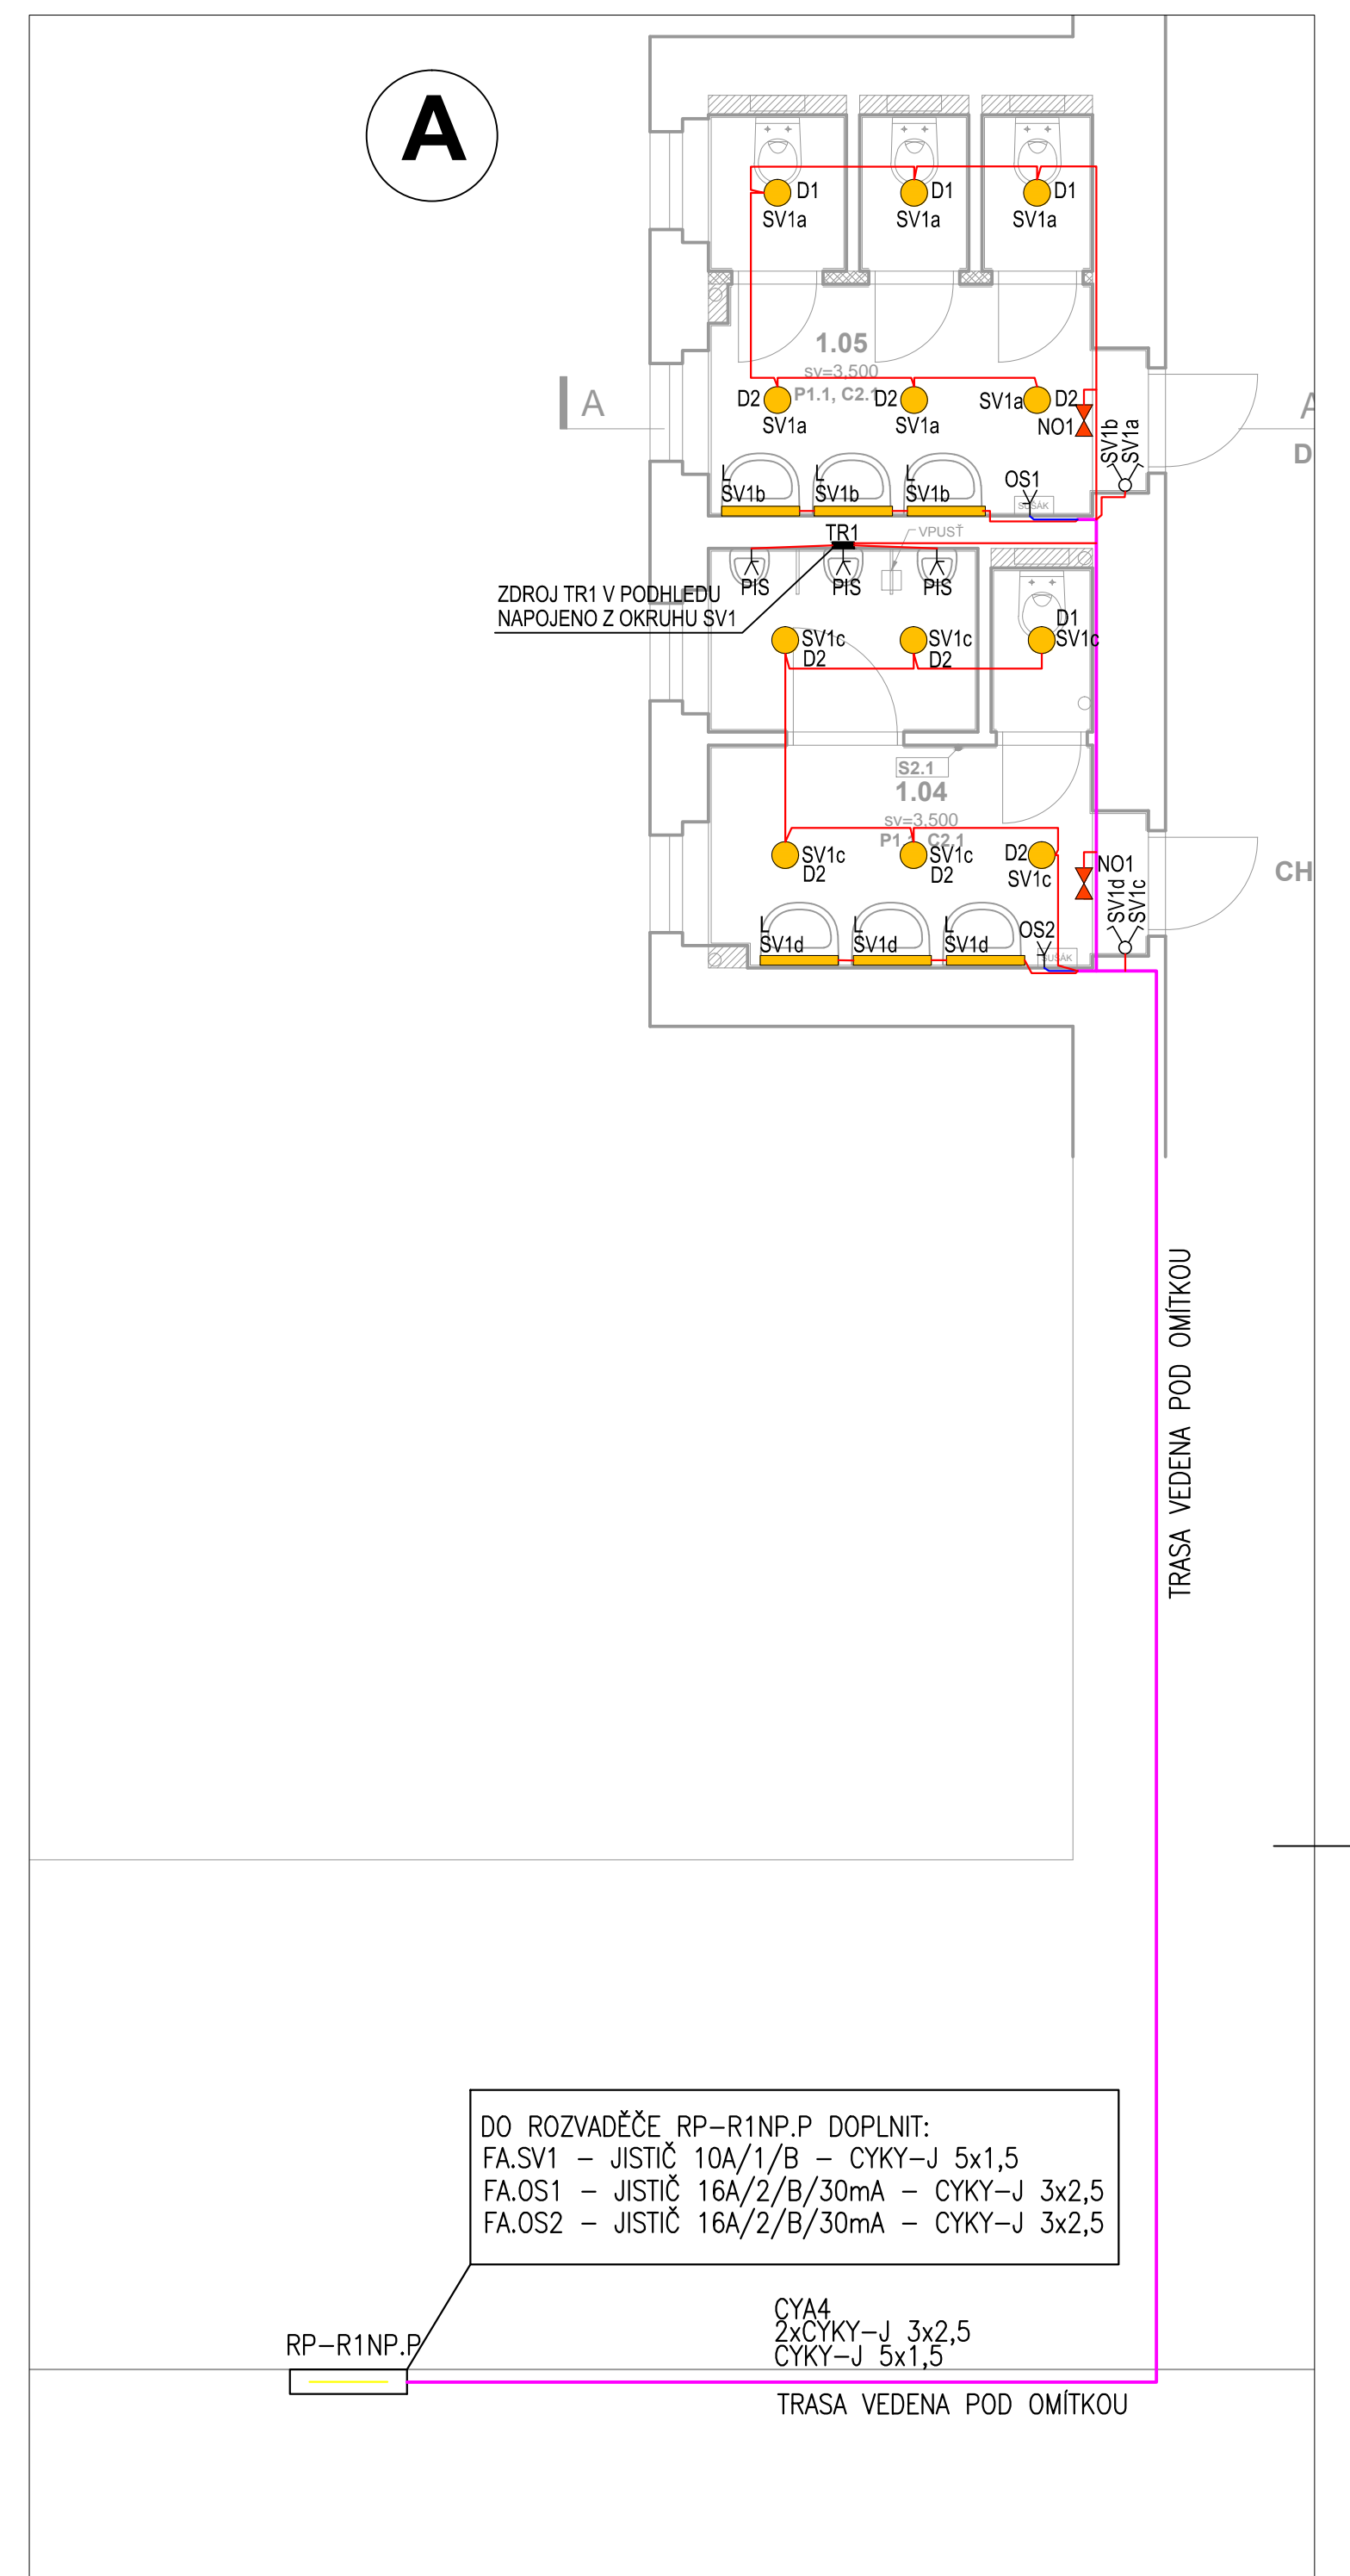 A
D1
D1
D1
SV1a
SV1a
SV1a
1.05
sv=3,500
P1.1, C2.1
D2
D2
SV1a
D2
SV1a
SV1a
NO1
A
A
D
SV1b
SV1a
L
SV1b
L
SV1b
L
SV1b
OS1
SUŠÁK
TR1
VPUSŤ
PIS
PIS
PIS
ZDROJ TR1 V PODHLEDU
NAPOJENO Z OKRUHU SV1
SV1c
D2
SV1c
D2
D1
SV1c
S2.1
1.04
sv=3,500
SV1c
D2
SV1c
D2
D2
SV1c
NO1
CH
SV1d
SV1c
L
SV1d
L
SV1d
L
SV1d
OS2
SUŠÁK
TRASA VEDENA POD OMÍTKOU
DO ROZVADĚČE RP-R1NP.P DOPLNIT:
FA.SV1 - JISTIČ 10A/1/B - CYKY-J 5x1,5
FA.OS1 - JISTIČ 16A/2/B/30mA - CYKY-J 3x2,5
FA.OS2 - JISTIČ 16A/2/B/30mA - CYKY-J 3x2,5
CYA4
2xCYKY-J 3x2,5
CYKY-J 5x1,5
RP-R1NP.P
TRASA VEDENA POD OMÍTKOU